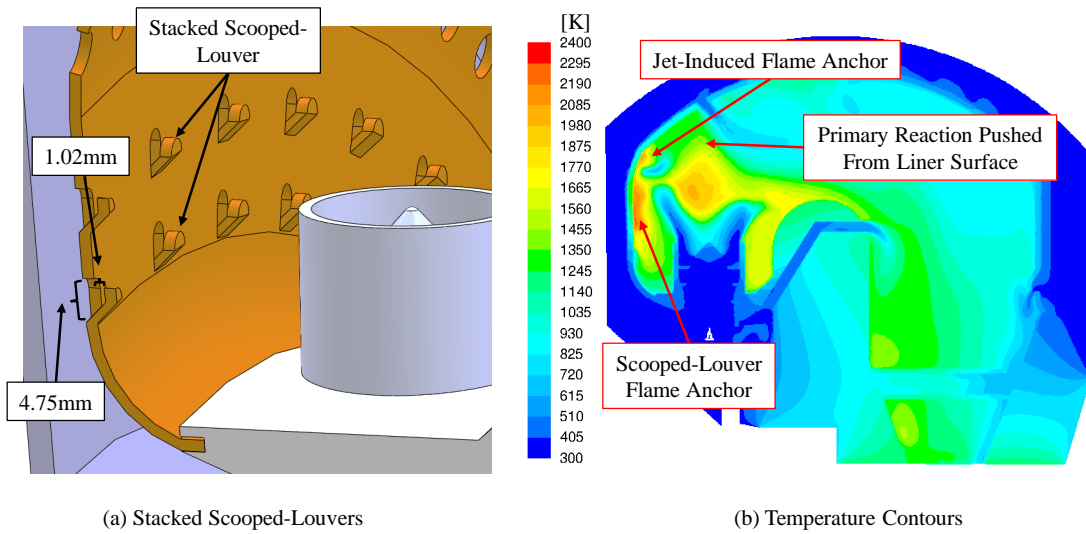 Stacked Scooped-
Louver
1.02mm
4.75mm
(a) Stacked Scooped-Louvers
[K]
2400
2295
2190
2085
1980
1875
1770
1665
1560
1455
1350
1245
1140
1035
930
825
720
615
510
405
300
Jet-Induced Flame Anchor
Primary Reaction Pushed
From Liner Surface
Scooped-Louver
Flame Anchor
(b) Temperature Contours